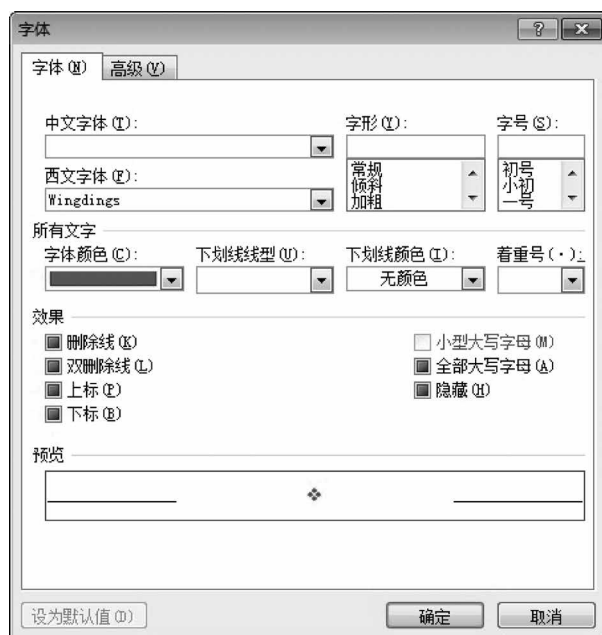 字体
字体(N) 高级(V)
中文字体(T): 字形(Y): 字号(S):
常规 初号
西文字体(F): 倾斜 小初
Wingdings 加粗 一号
所有文字
字体颜色(C): 下划线线型(U): 下划线颜色(I): 着重号(·):
无颜色
效果
删除线(K) 小型大写字母(M)
双删除线(L) 全部大写字母(A)
上标(P) 隐藏(H)
下标(B)
预览
设为默认值(D) 确定 取消